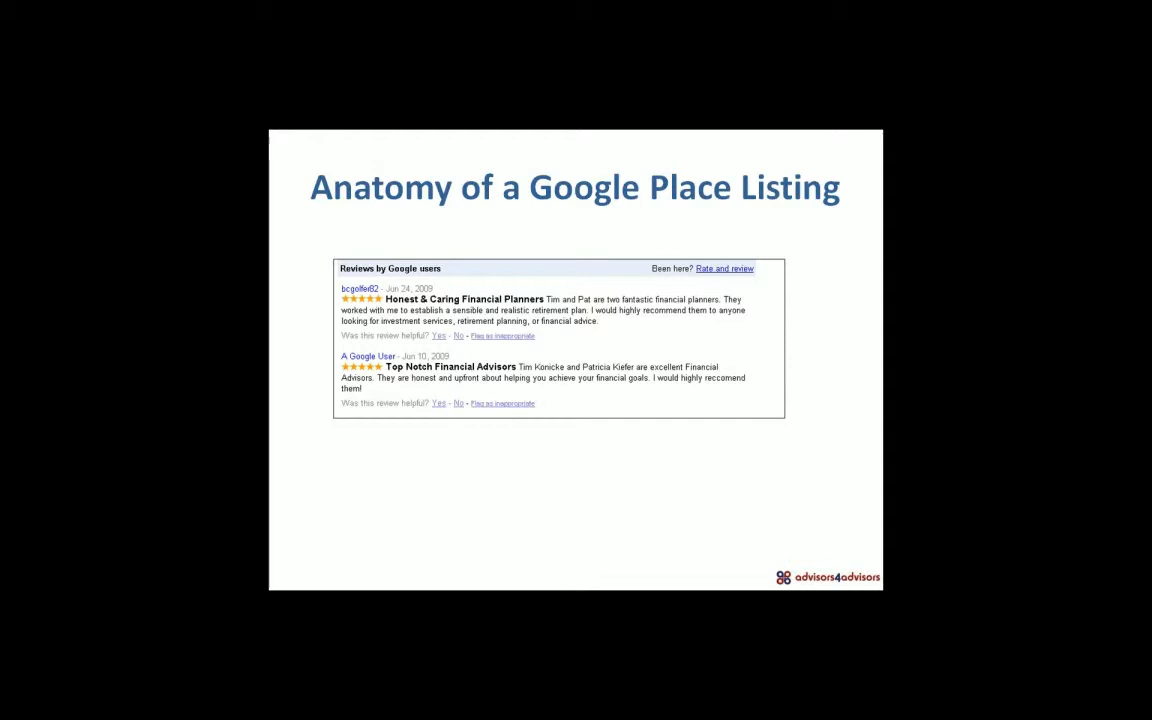 Anatomy of a Google Place Listing
Reviews by Google users Been here? Rate and review
bcgolfer82 - Jun 24, 2009
★★★★★ Honest & Caring Financial Planners Tim and Pat are two fantastic financial planners. They
worked with me to establish a sensible and realistic retirement plan. I would highly recommend them to anyone
looking for investment services, retirement planning, or financial advice.
Was this review helpful? Yes - No - Flag as inappropriate
A Google User - Jun 10, 2009
★★★★★ Top Notch Financial Advisors Tim Konicke and Patricia Kiefer are excellent Financial
Advisors. They are honest and upfront about helping you achieve your financial goals. I would highly reccomend
them!
Was this review helpful? Yes - No - Flag as inappropriate
advisors4advisors